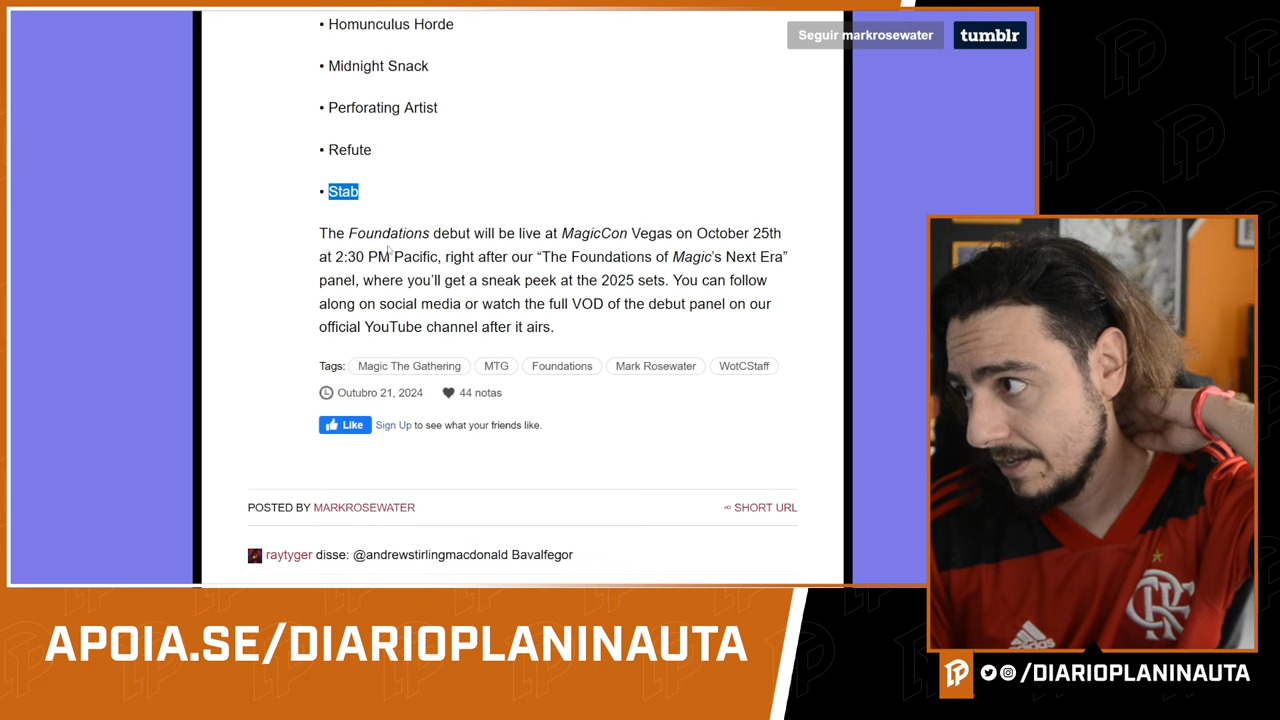 • Homunculus Horde
Seguir markrosewater
tumblr
• Midnight Snack
• Perforating Artist
• Refute
• Stab
The Foundations debut will be live at MagicCon Vegas on October 25th
at 2:30 PM Pacific, right after our “The Foundations of Magic’s Next Era”
panel, where you’ll get a sneak peek at the 2025 sets. You can follow
along on social media or watch the full VOD of the debut panel on our
official YouTube channel after it airs.
Tags: Magic The Gathering MTG Foundations Mark Rosewater WotCStaff
Outubro 21, 2024 44 notas
Like Sign Up to see what your friends like.
POSTED BY MARKROSEWATER SHORT URL
raytyger disse: @andrewstirlingmacdonald Bavalfegor
APOIA.SE/DIARIOPLANINAUTA
/DIARIOPLANINAUTA